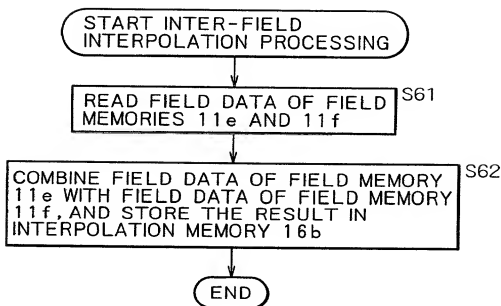 START INTER-FIELD
INTERPOLATION PROCESSING
S61
READ FIELD DATA OF FIELD
MEMORIES 11e AND 11f
S62
COMBINE FIELD DATA OF FIELD MEMORY
11e WITH FIELD DATA OF FIELD MEMORY
11f, AND STORE THE RESULT IN
INTERPOLATION MEMORY 16b
END